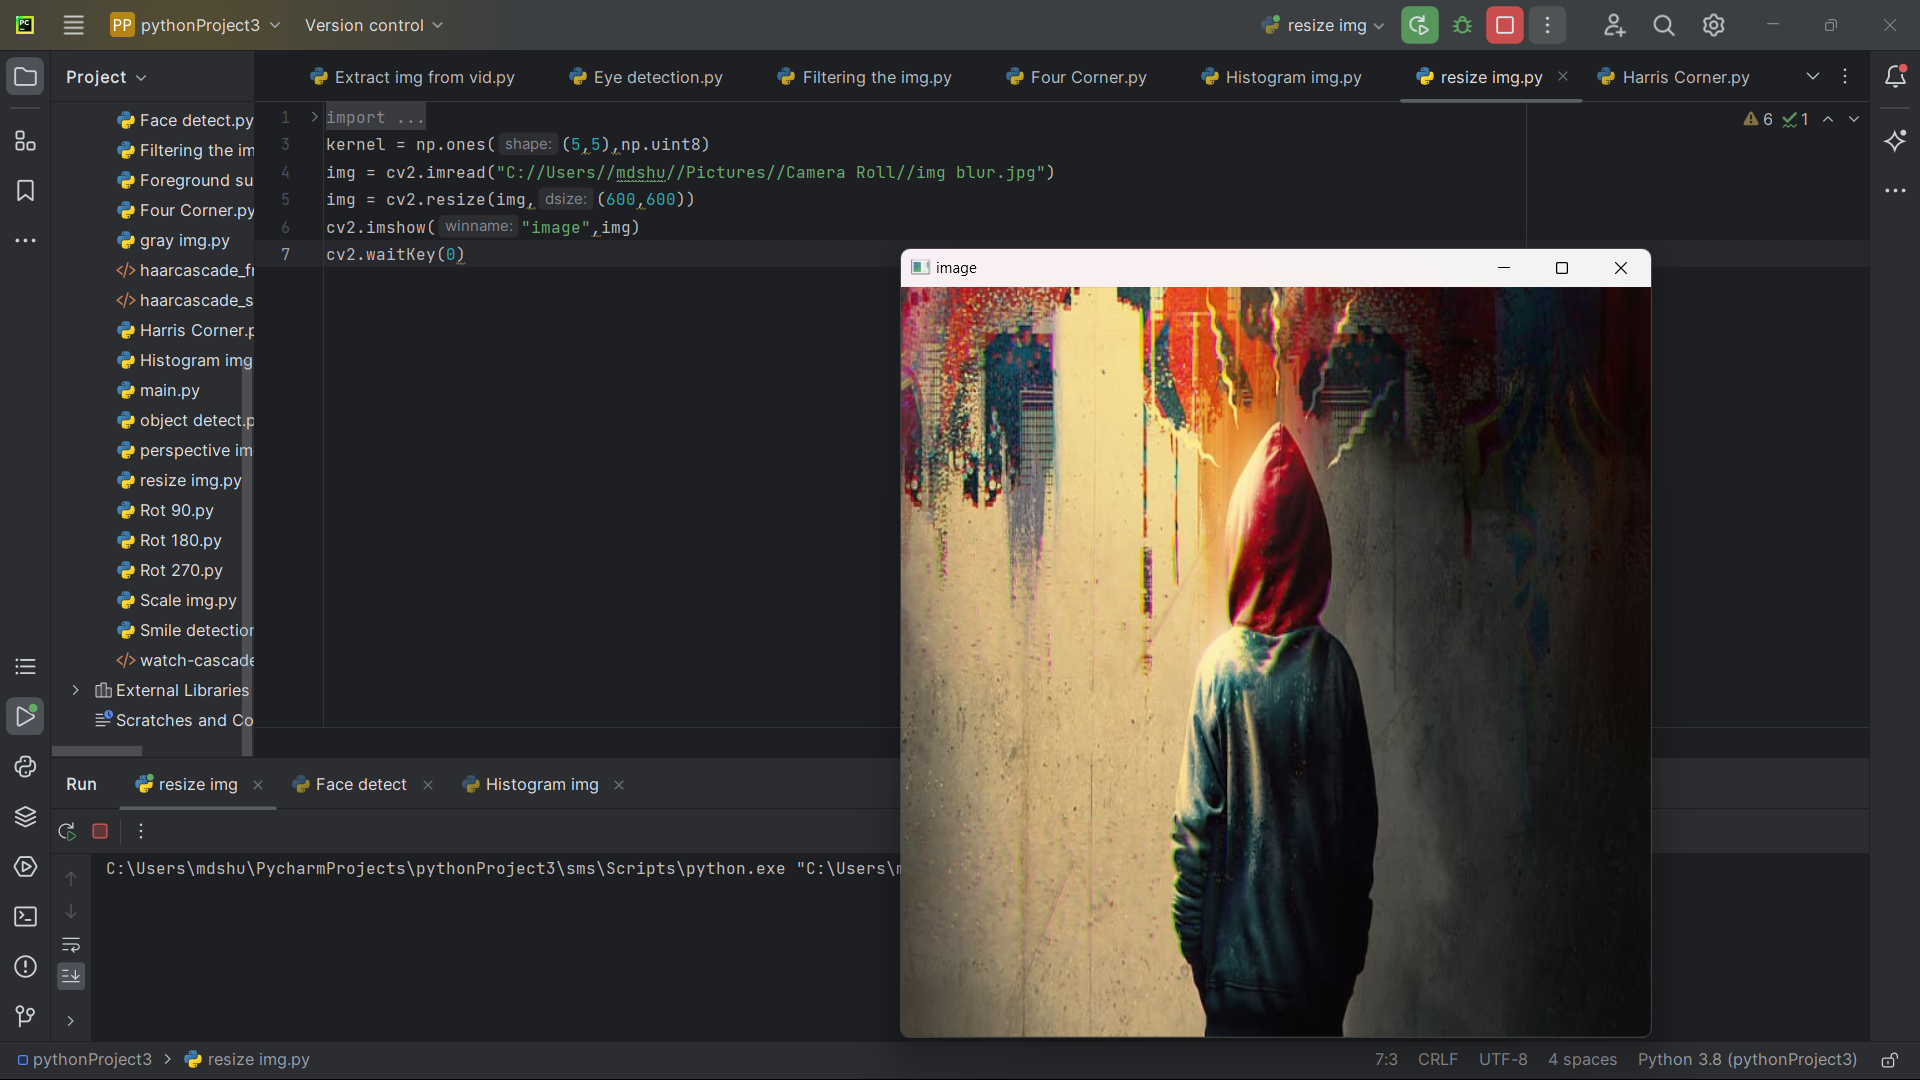 PC
PP pythonProject3 Version control resize img
Project
Extract img from vid.py Eye detection.py Filtering the img.py Four Corner.py Histogram img.py resize img.py Harris Corner.py
Face detect.py
Filtering the im
Foreground su
Four Corner.py
gray img.py
haarcascade_fr
haarcascade_s
Harris Corner.p
Histogram img
main.py
object detect.p
perspective im
resize img.py
Rot 90.py
Rot 180.py
Rot 270.py
Scale img.py
Smile detection
watch-cascade
External Libraries
Scratches and Co
6 1
1 import ...
3 kernel = np.ones( shape: (5,5),np.uint8)
4 img = cv2.imread("C://Users//mdshu//Pictures//Camera Roll//img blur.jpg")
5 img = cv2.resize(img, dsize: (600,600))
6 cv2.imshow( winname: "image",img)
7 cv2.waitKey(0)
image
Run resize img Face detect Histogram img
C:\Users\mdshu\PycharmProjects\pythonProject3\sms\Scripts\python.exe "C:\Users\m
pythonProject3 > resize img.py
7:3 CRLF UTF-8 4 spaces Python 3.8 (pythonProject3)